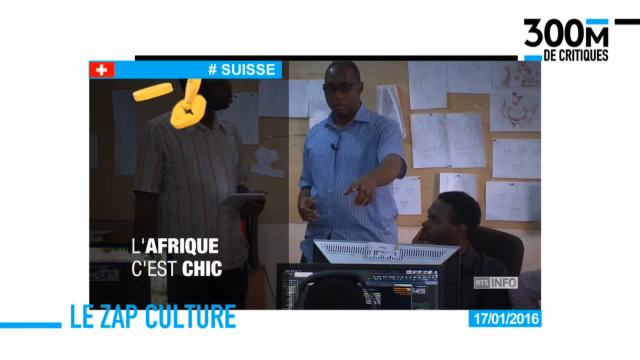 300M
DE CRITIQUES
# SUISSE
L'AFRIQUE
C'EST CHIC
RTS INFO
LE ZAP CULTURE
17/01/2016